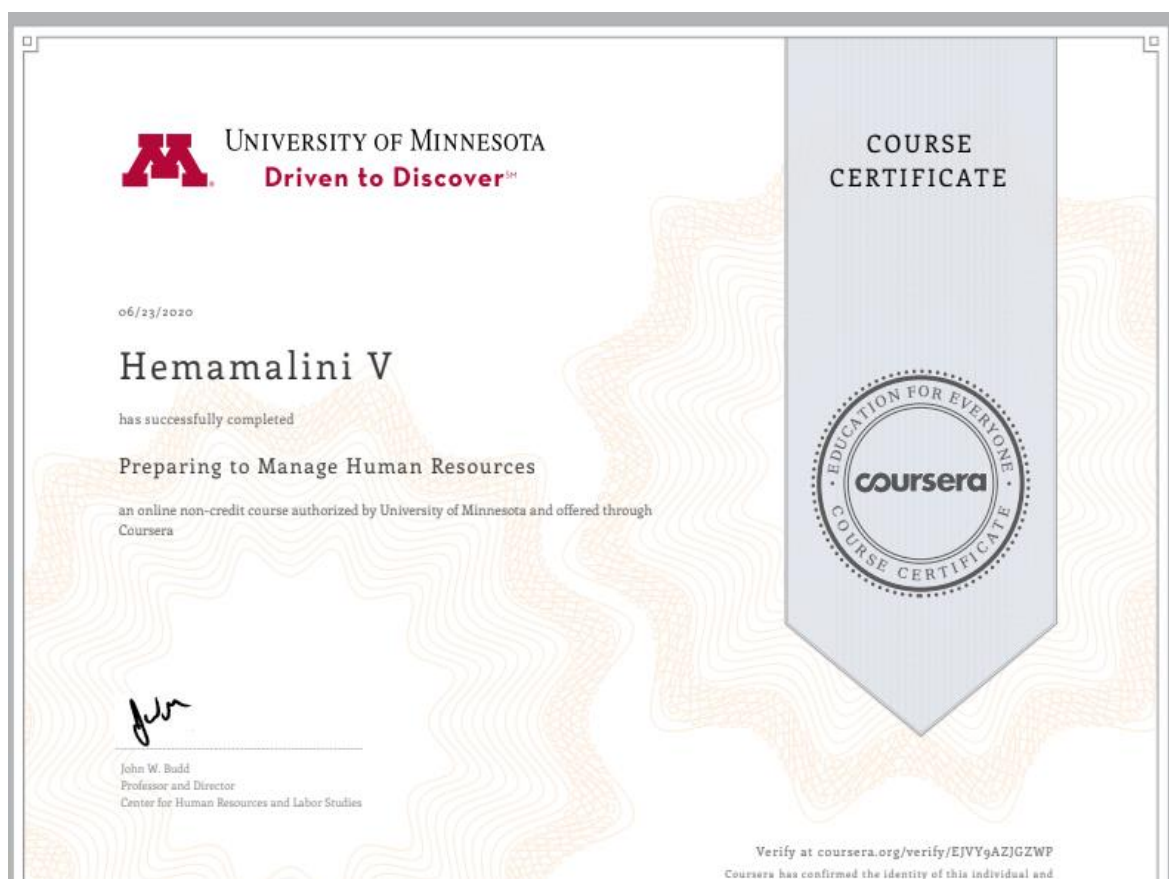 UNIVERSITY OF MINNESOTA
Driven to Discover℠
COURSE
CERTIFICATE
06/23/2020
Hemamalini V
has successfully completed
Preparing to Manage Human Resources
an online non-credit course authorized by University of Minnesota and offered through
Coursera
EDUCATION FOR EVERYONE
coursera
COURSE CERTIFICATE
John W. Budd
Professor and Director
Center for Human Resources and Labor Studies
Verify at coursera.org/verify/EJVY9AZJGZWP
Coursera has confirmed the identity of this individual and